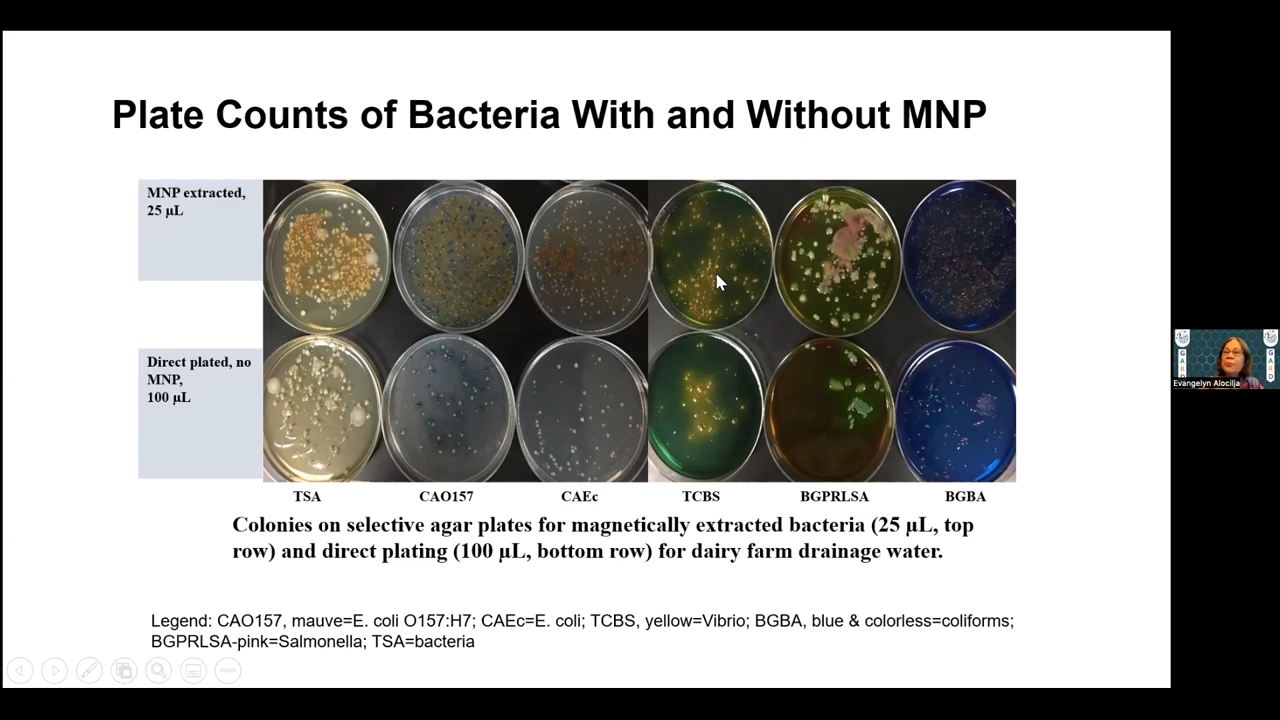 Plate Counts of Bacteria With and Without MNP
MNP extracted,
25 µL
Direct plated, no
MNP,
100 µL
TSA CAO157 CAEc TCBS BGPRLSA BGBA
Colonies on selective agar plates for magnetically extracted bacteria (25 µL, top
row) and direct plating (100 µL, bottom row) for dairy farm drainage water.
Legend: CAO157, mauve=E. coli O157:H7; CAEc=E. coli; TCBS, yellow=Vibrio; BGBA, blue & colorless=coliforms;
BGPRLSA-pink=Salmonella; TSA=bacteria
Evangelyn Alocilja